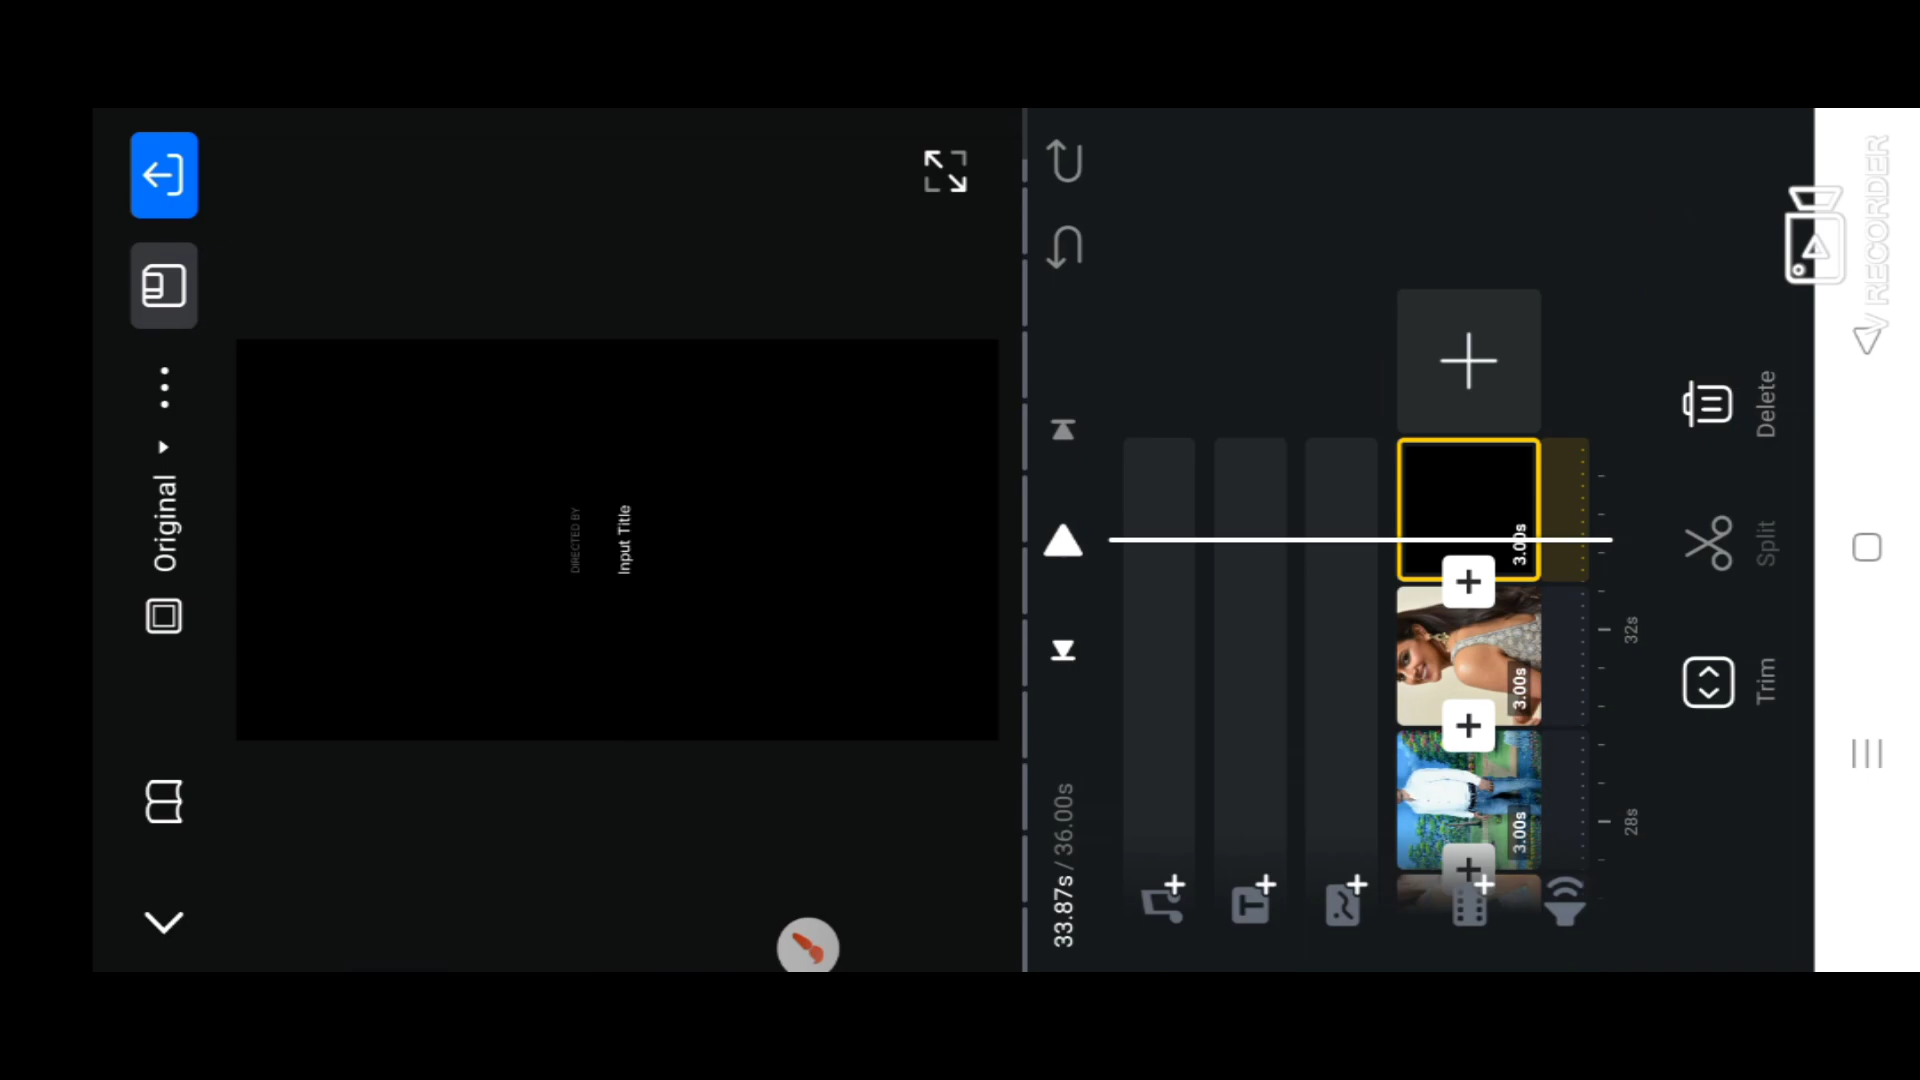 Original
DIRECTED BY
Input Title
33.87s / 36.00s
3.00s
3.00s
3.00s
28s
32s
Trim
Split
Delete
V RECORDER